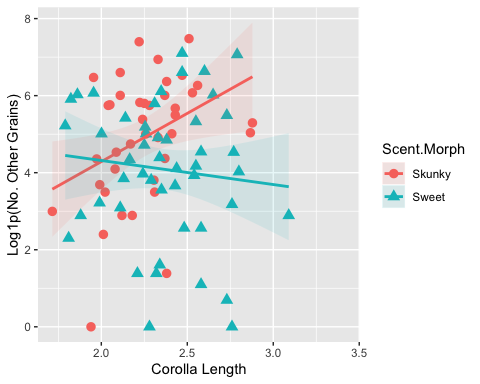 8
6
4
2
0
Log1p(No. Other Grains)
2.0 2.5 3.0 3.5
Corolla Length
Scent.Morph
Skunky
Sweet